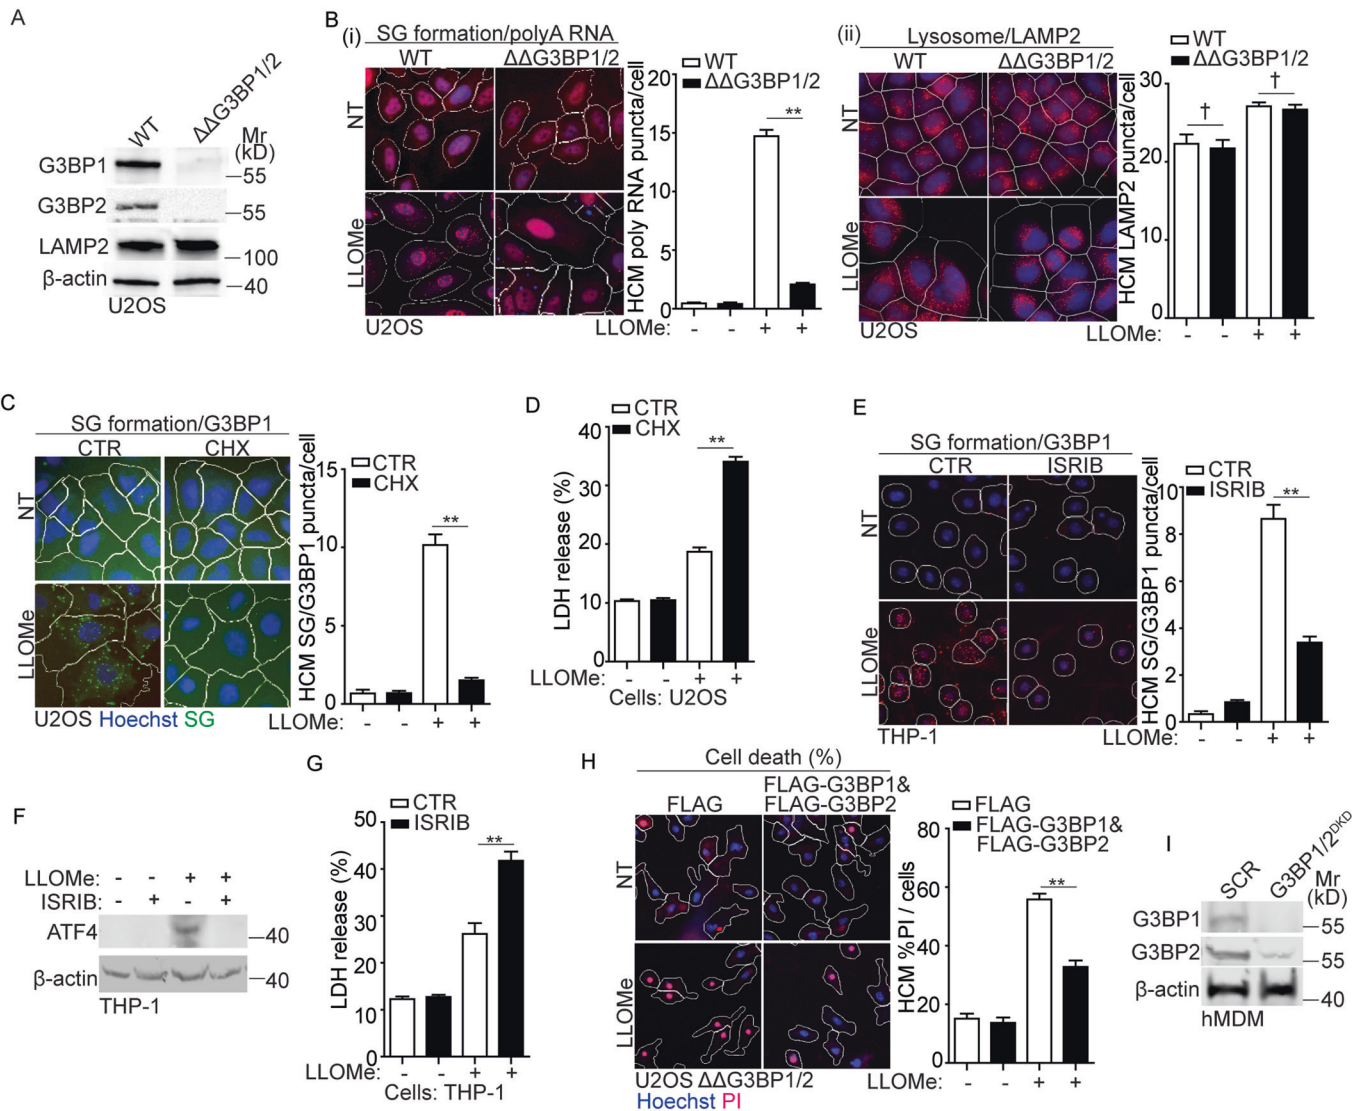 A
WT
ΔΔG3BP1/2
Mr
(kD)
G3BP1
55
G3BP2
55
LAMP2
100
β-actin
40
U2OS
B
(i)
SG formation/polyA RNA
WT
ΔΔG3BP1/2
NT
LLOMe
U2OS
WT
ΔΔG3BP1/2
HCM poly RNA puncta/cell
20
15
10
5
0
**
LLOMe: - - + +
(ii)
Lysosome/LAMP2
WT
ΔΔG3BP1/2
NT
LLOMe
U2OS
WT
ΔΔG3BP1/2
HCM LAMP2 puncta/cell
30
20
10
0
† †
LLOMe: - - + +
C
SG formation/G3BP1
CTR
CHX
NT
LLOMe
U2OS Hoechst SG
CTR
CHX
HCM SG/G3BP1 puncta/cell
15
10
5
0
**
LLOMe: - - + +
D
CTR
CHX
LDH release (%)
40
30
20
10
0
**
LLOMe: - - + +
Cells: U2OS
E
SG formation/G3BP1
CTR
ISRIB
NT
LLOMe
THP-1
CTR
ISRIB
HCM SG/G3BP1 puncta/cell
10
8
6
4
2
0
**
LLOMe: - - + +
F
LLOMe: - - + +
ISRIB: - + - +
ATF4
40
β-actin
40
THP-1
G
CTR
ISRIB
LDH release (%)
50
40
30
20
10
0
**
LLOMe: - - + +
Cells: THP-1
H
Cell death (%)
FLAG
FLAG-G3BP1&
FLAG-G3BP2
NT
LLOMe
U2OS ΔΔG3BP1/2
Hoechst PI
FLAG
FLAG-G3BP1&
FLAG-G3BP2
HCM %PI / cells
80
60
40
20
0
**
LLOMe: - - + +
I
SCR
G3BP1/2DKD
Mr
(kD)
G3BP1
55
G3BP2
55
β-actin
40
hMDM